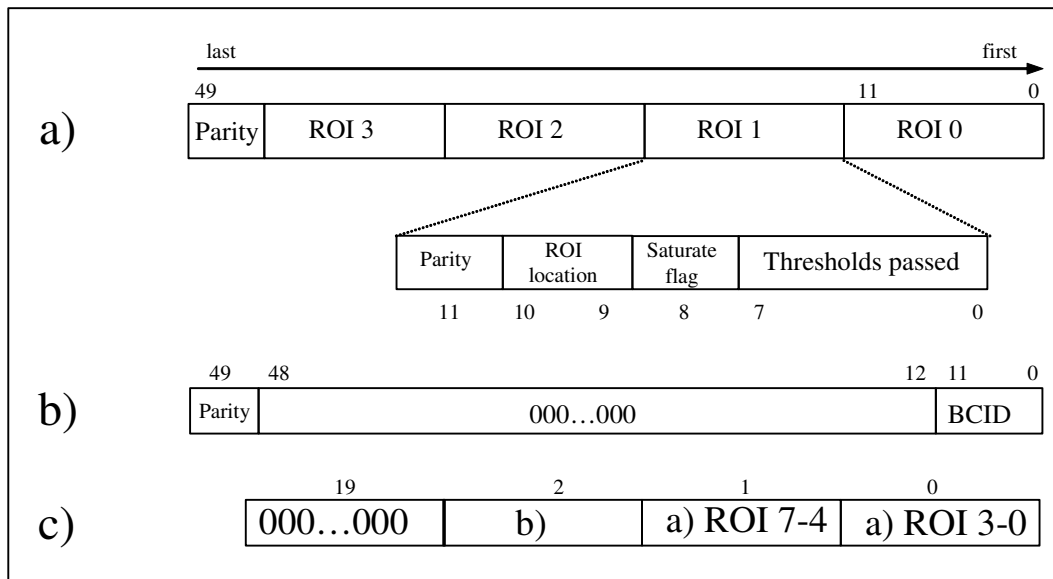 last first
49 11 0
a) Parity ROI 3 ROI 2 ROI 1 ROI 0
Parity ROI location Saturate flag Thresholds passed
11 10 9 8 7 0
49 48 12 11 0
b) Parity 000…000 BCID
19 2 1 0
c) 000…000 b) a) ROI 7-4 a) ROI 3-0